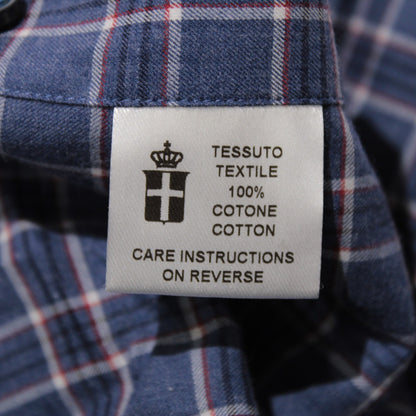 TESSUTO
TEXTILE
100%
COTONE
COTTON
CARE INSTRUCTIONS
ON REVERSE